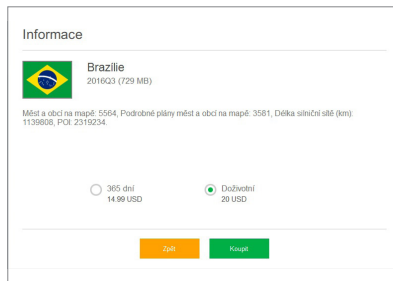 Informace
Brazílie
2016Q3 (729 MB)
Měst a obcí na mapě: 5564, Podrobné plány měst a obcí na mapě: 3581, Délka silniční sítě (km):
1139808, POI: 2319234.
365 dní
14.99 USD
Doživotní
20 USD
Zpět
Koupit